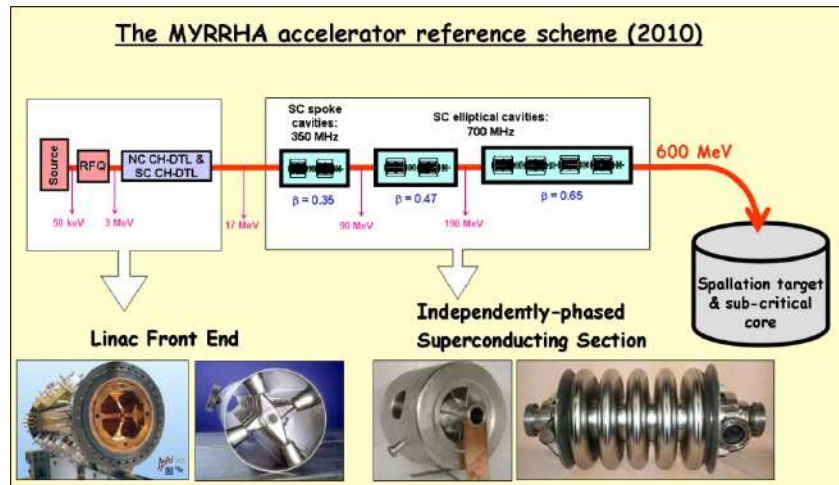 The MYRRHA accelerator reference scheme (2010)
SC spoke
cavities:
350 MHz
SC elliptical cavities:
700 MHz
Source
RFQ
NC CH-DTL &
SC CH-DTL
600 MeV
β = 0.35
β = 0.47
β = 0.65
50 keV
3 MeV
17 MeV
90 MeV
190 MeV
Spallation target
& sub-critical
core
Linac Front End
Independently-phased
Superconducting Section